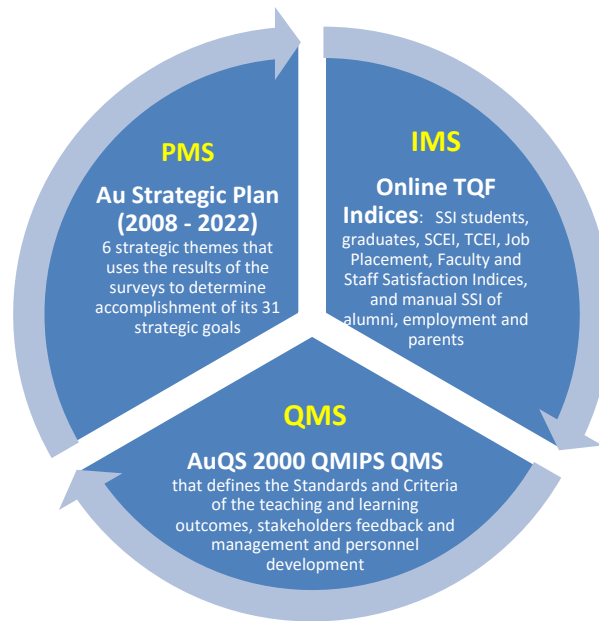 PMS
Au Strategic Plan
(2008 - 2022)
6 strategic themes that
uses the results of the
surveys to determine
accomplishment of its 31
strategic goals
IMS
Online TQF
Indices: SSI students,
graduates, SCEI, TCEI, Job
Placement, Faculty and
Staff Satisfaction Indices,
and manual SSI of
alumni, employment and
parents
QMS
AuQS 2000 QMIPS QMS
that defines the Standards and Criteria
of the teaching and learning
outcomes, stakeholders feedback and
management and personnel
development